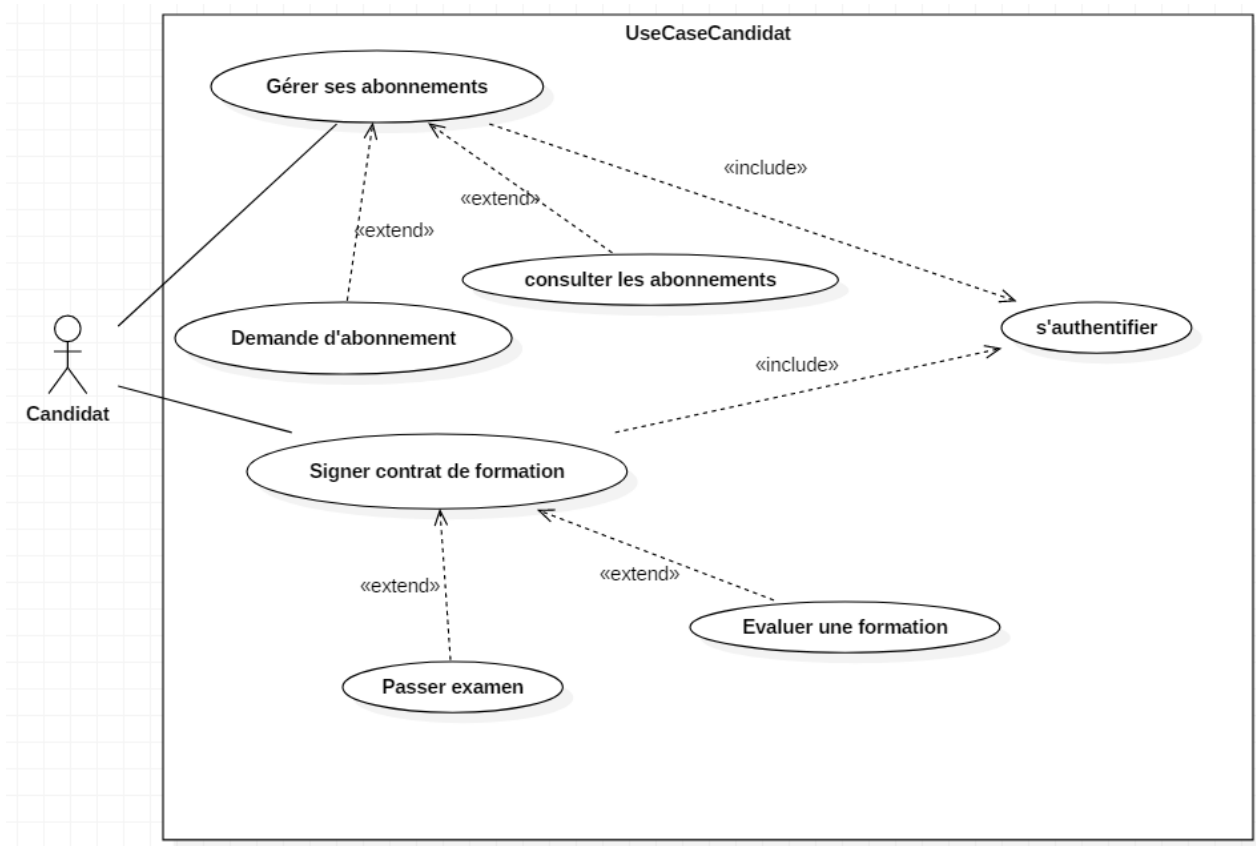 UseCaseCandidat
Gérer ses abonnements
«include»
«extend»
«extend»
consulter les abonnements
s'authentifier
Demande d'abonnement
«include»
Candidat
Signer contrat de formation
«extend»
«extend»
Evaluer une formation
Passer examen